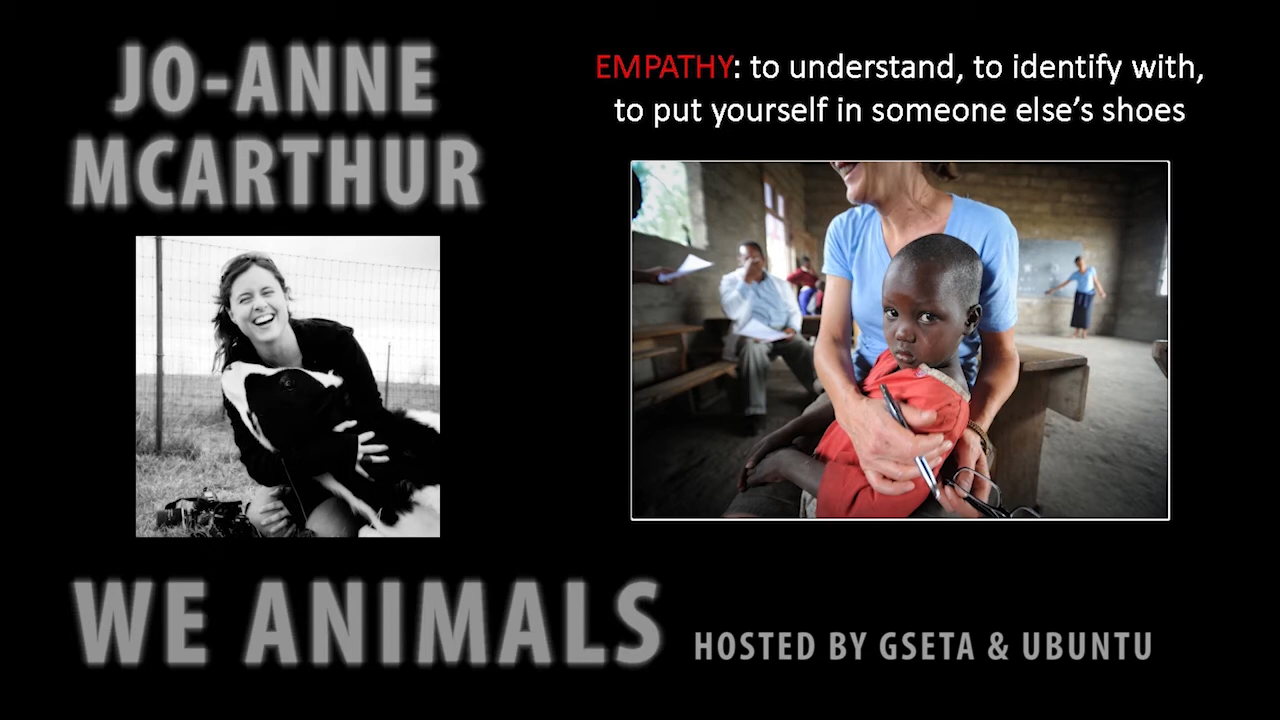 JO-ANNE
MCARTHUR
EMPATHY: to understand, to identify with,
to put yourself in someone else’s shoes
WE ANIMALS
HOSTED BY GSETA & UBUNTU